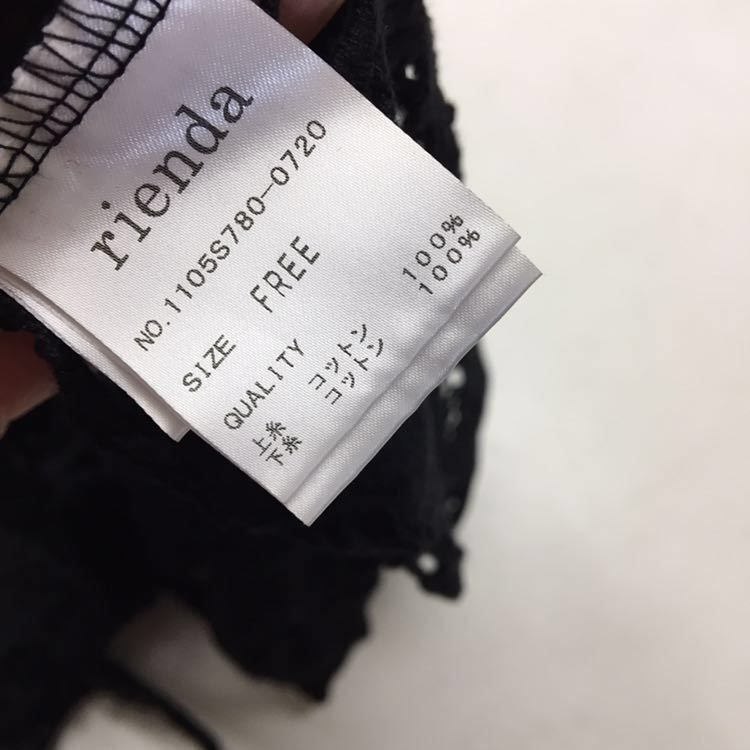 rienda
NO.1105S780-0720
SIZE FREE
QUALITY
上糸 コットン 100%
下糸 コットン 100%